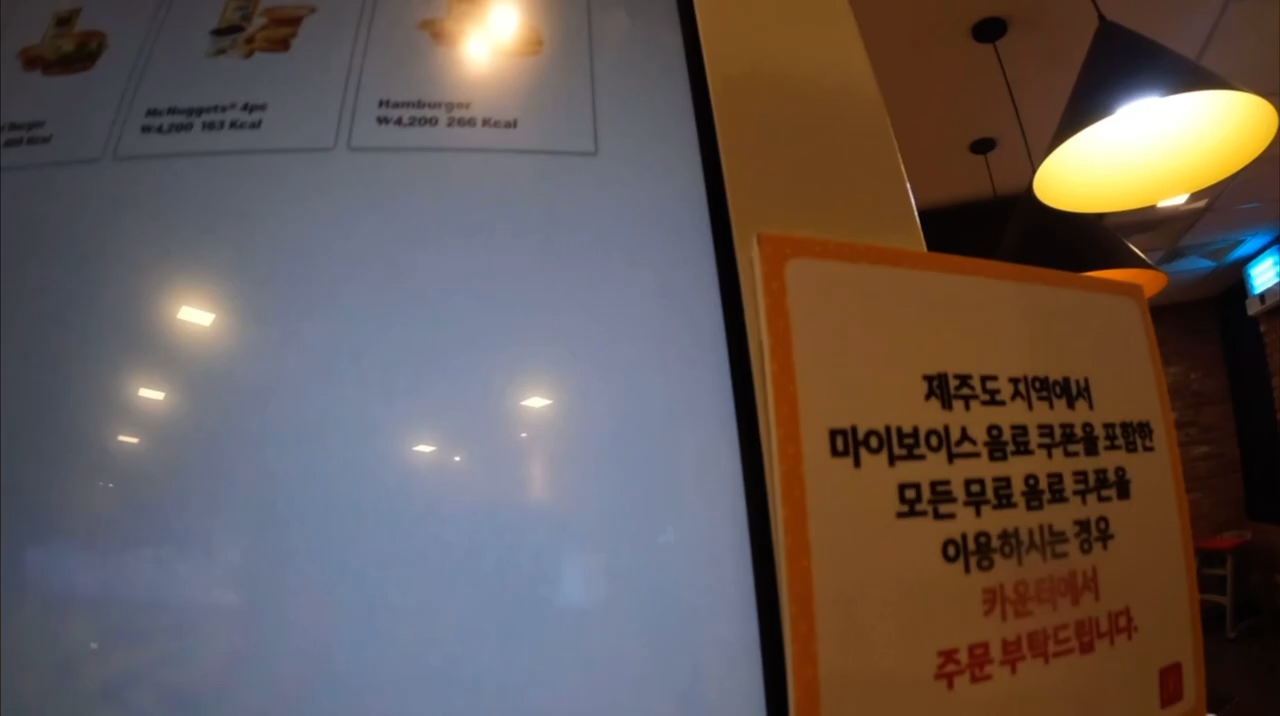 Burger
Kcal
McNuggets® 4pc
₩4,200 163 Kcal
Hamburger
₩4,200 266 Kcal
제주도 지역에서
마이보이스 음료 쿠폰을 포함한
모든 무료 음료 쿠폰을
이용하시는 경우
카운터에서
주문 부탁드립니다.